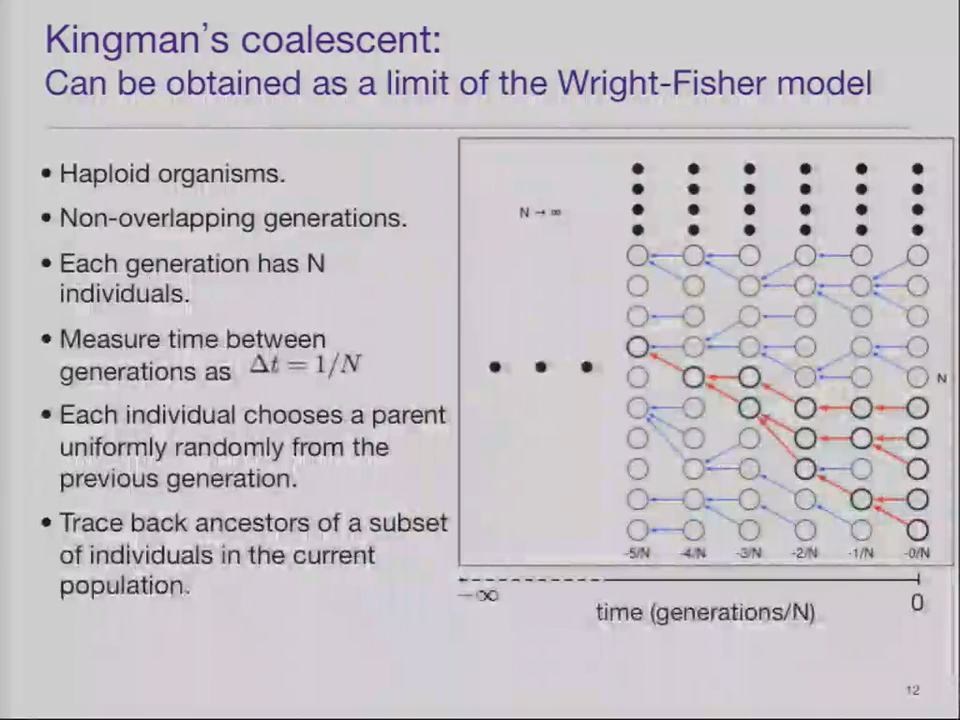 Kingman's coalescent:
Can be obtained as a limit of the Wright-Fisher model
• Haploid organisms.
• Non-overlapping generations.
• Each generation has N
individuals.
• Measure time between
generations as Δt = 1/N
• Each individual chooses a parent
uniformly randomly from the
previous generation.
• Trace back ancestors of a subset
of individuals in the current
population.
N → ∞
N
-5/N -4/N -3/N -2/N -1/N -0/N
−∞
0
time (generations/N)
12